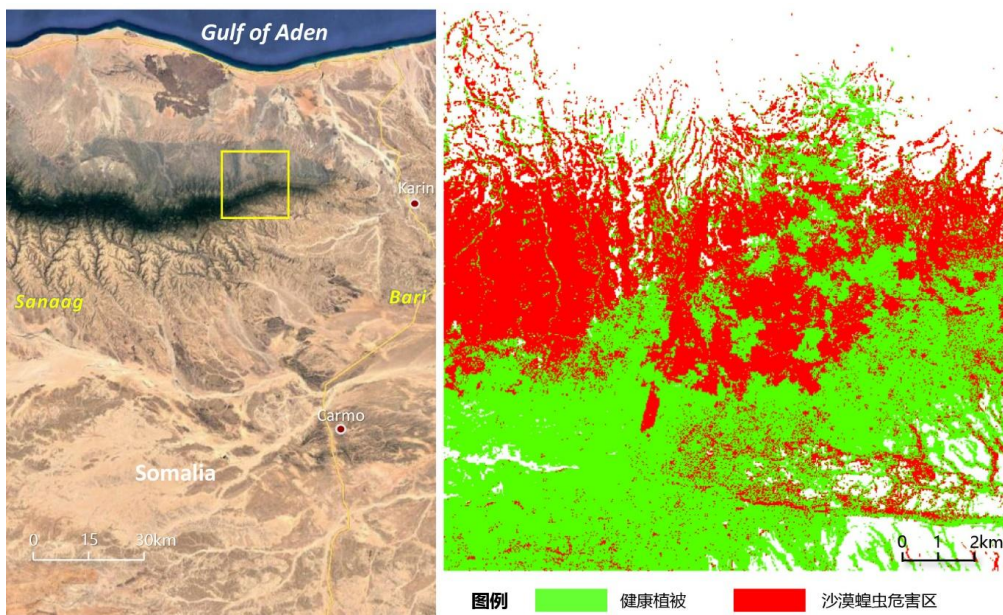 Gulf of Aden
Karin
Sanaag
Bari
Carmo
Somalia
0 15 30km
0 1 2km
图例 健康植被 沙漠蝗虫危害区